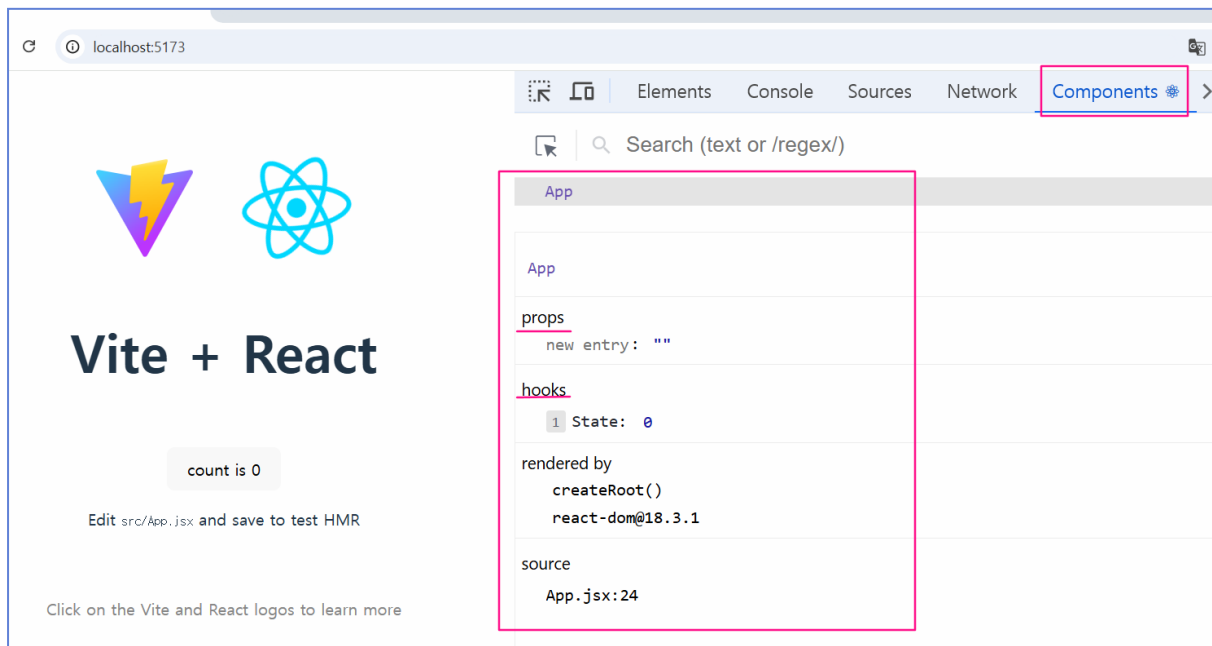 localhost:5173
Elements Console Sources Network Components
Search (text or /regex/)
App
App
props
new entry: ""
hooks
1 State: 0
rendered by
createRoot()
react-dom@18.3.1
source
App.jsx:24
Vite + React
count is 0
Edit src/App.jsx and save to test HMR
Click on the Vite and React logos to learn more